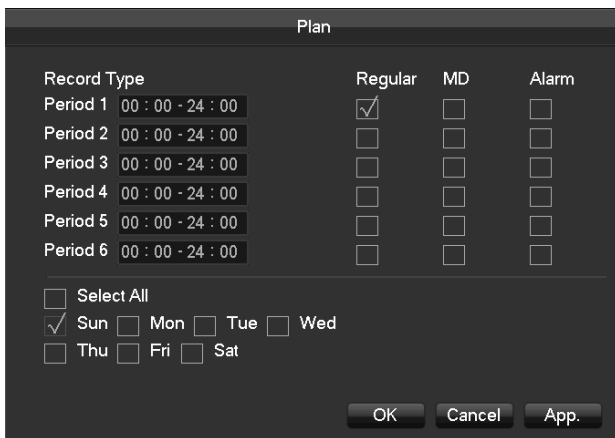 Plan
Record Type Regular MD Alarm
Period 1 00 : 00 - 24 : 00
Period 2 00 : 00 - 24 : 00
Period 3 00 : 00 - 24 : 00
Period 4 00 : 00 - 24 : 00
Period 5 00 : 00 - 24 : 00
Period 6 00 : 00 - 24 : 00
Select All
Sun Mon Tue Wed
Thu Fri Sat
OK Cancel App.